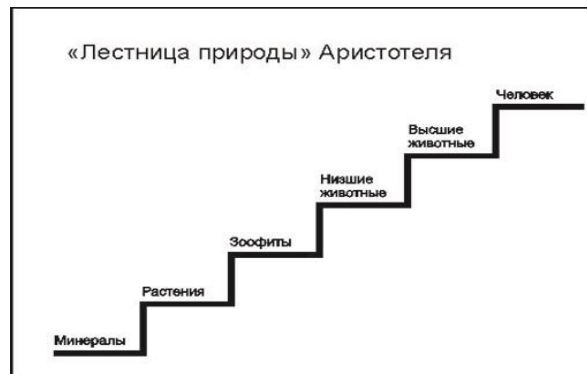 «Лестница природы» Аристотеля
Человек
Высшие
животные
Низшие
животные
Зоофиты
Растения
Минералы